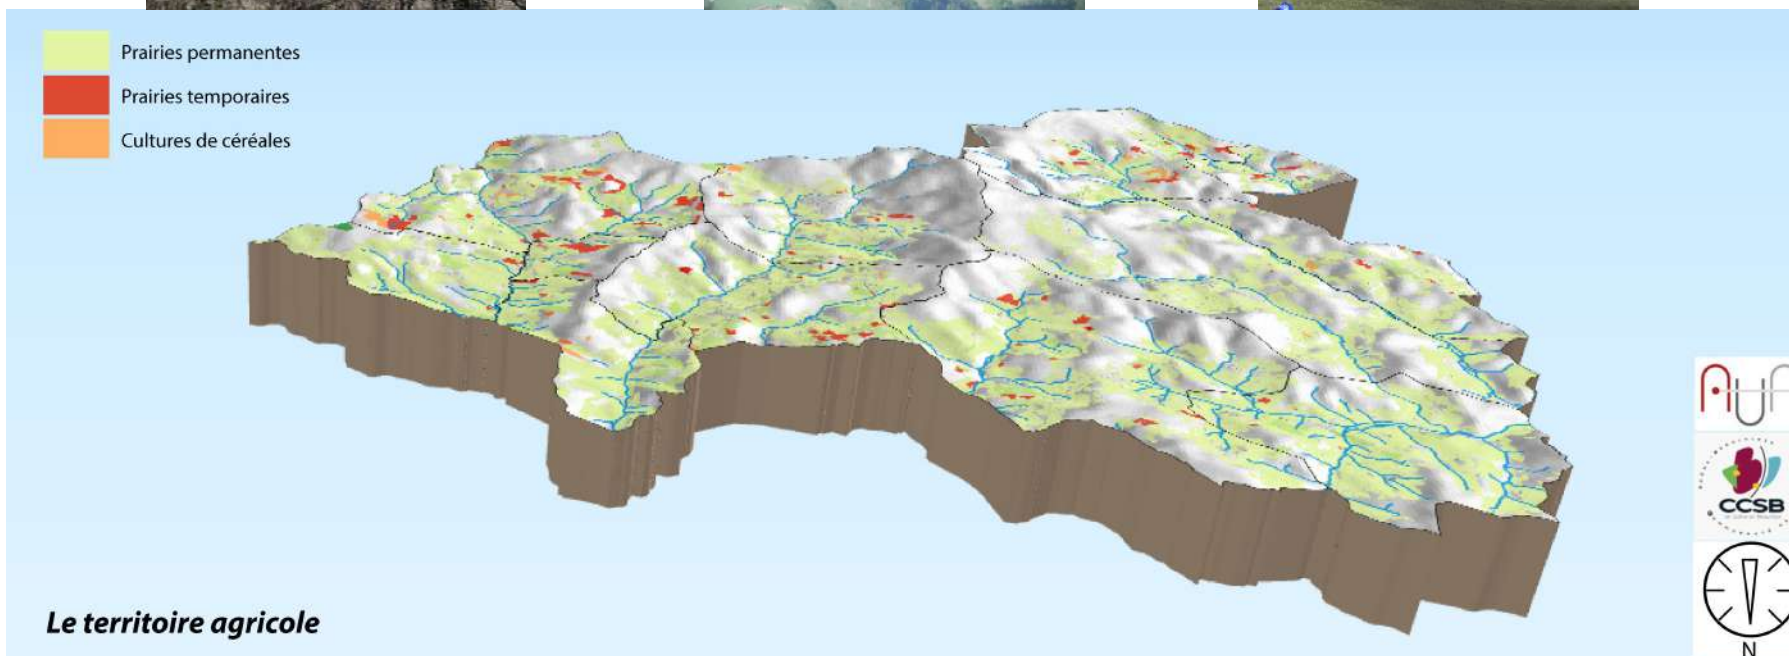 Prairies permanentes
Prairies temporaires
Cultures de céréales
CCSB
N
Le territoire agricole